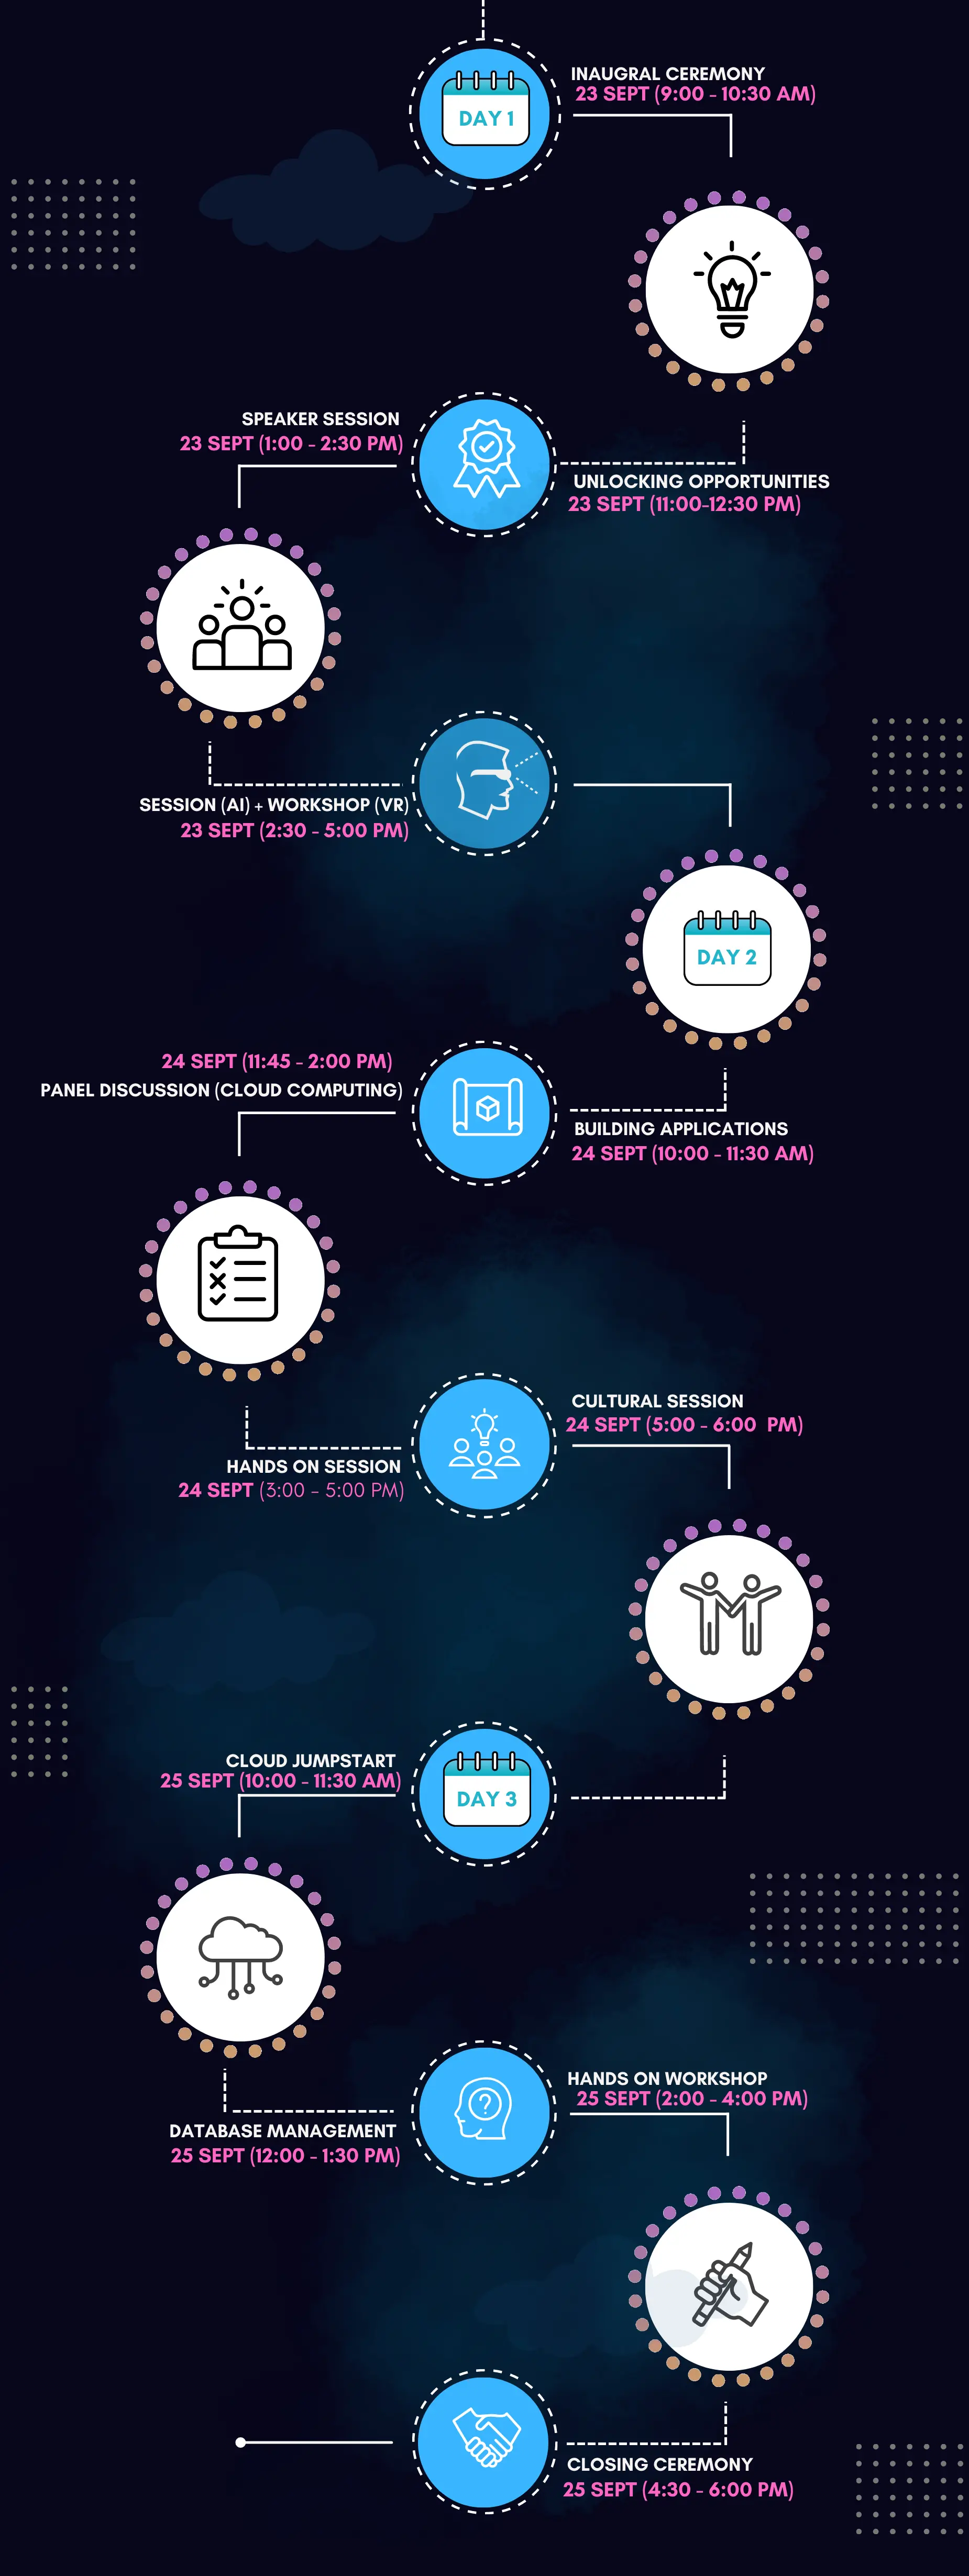 DAY 1
INAUGRAL CEREMONY
23 SEPT (9:00 - 10:30 AM)
UNLOCKING OPPORTUNITIES
23 SEPT (11:00-12:30 PM)
SPEAKER SESSION
23 SEPT (1:00 - 2:30 PM)
SESSION (AI) + WORKSHOP (VR)
23 SEPT (2:30 - 5:00 PM)
DAY 2
BUILDING APPLICATIONS
24 SEPT (10:00 - 11:30 AM)
24 SEPT (11:45 - 2:00 PM)
PANEL DISCUSSION (CLOUD COMPUTING)
HANDS ON SESSION
24 SEPT (3:00 - 5:00 PM)
CULTURAL SESSION
24 SEPT (5:00 - 6:00 PM)
DAY 3
CLOUD JUMPSTART
25 SEPT (10:00 - 11:30 AM)
DATABASE MANAGEMENT
25 SEPT (12:00 - 1:30 PM)
HANDS ON WORKSHOP
25 SEPT (2:00 - 4:00 PM)
CLOSING CEREMONY
25 SEPT (4:30 - 6:00 PM)